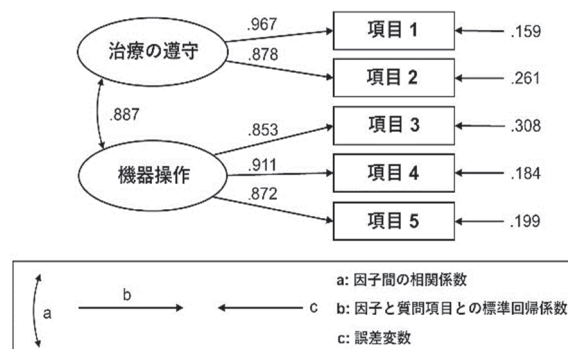 治療の遵守
.967
.878
項目 1
.159
項目 2
.261
.887
機器操作
.853
.911
.872
項目 3
.308
項目 4
.184
項目 5
.199
a
b
c
a: 因子間の相関係数
b: 因子と質問項目との標準回帰係数
c: 誤差変数